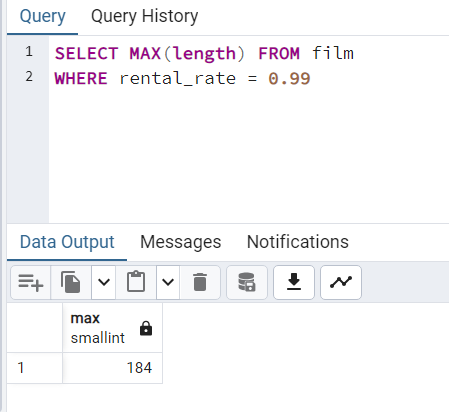 Query Query History
1 SELECT MAX(length) FROM film
2 WHERE rental_rate = 0.99
Data Output Messages Notifications
max
smallint
1 184